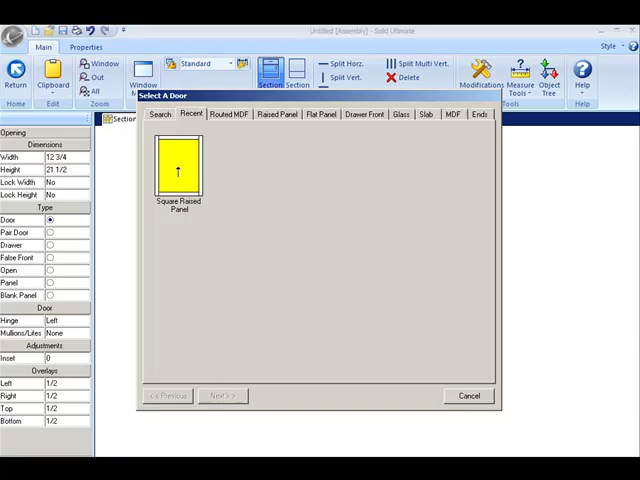 Untitled [Assembly] - Solid Ultimate
Main
Properties
Style
Return
Home
Clipboard
Window
Out
All
Window
M
Standard
Section
Section
Split Horz.
Split Vert.
Split Multi Vert.
Delete
Modifications
Measure
Tools
Object
Tree
Help
Tools
Help
Section
Select A Door
Search
Recent
Routed MDF
Raised Panel
Flat Panel
Drawer Front
Glass
Slab
MDF
Ends
Square Raised
Panel
<< Previous
Next >>
Cancel
Opening
Dimensions
Width 12 3/4
Height 21 1/2
Lock Width No
Lock Height No
Type
Door
Pair Door
Drawer
False Front
Open
Panel
Blank Panel
Door
Hinge Left
Mullions/Lites None
Adjustments
Inset 0
Overlays
Left 1/2
Right 1/2
Top 1/2
Bottom 1/2